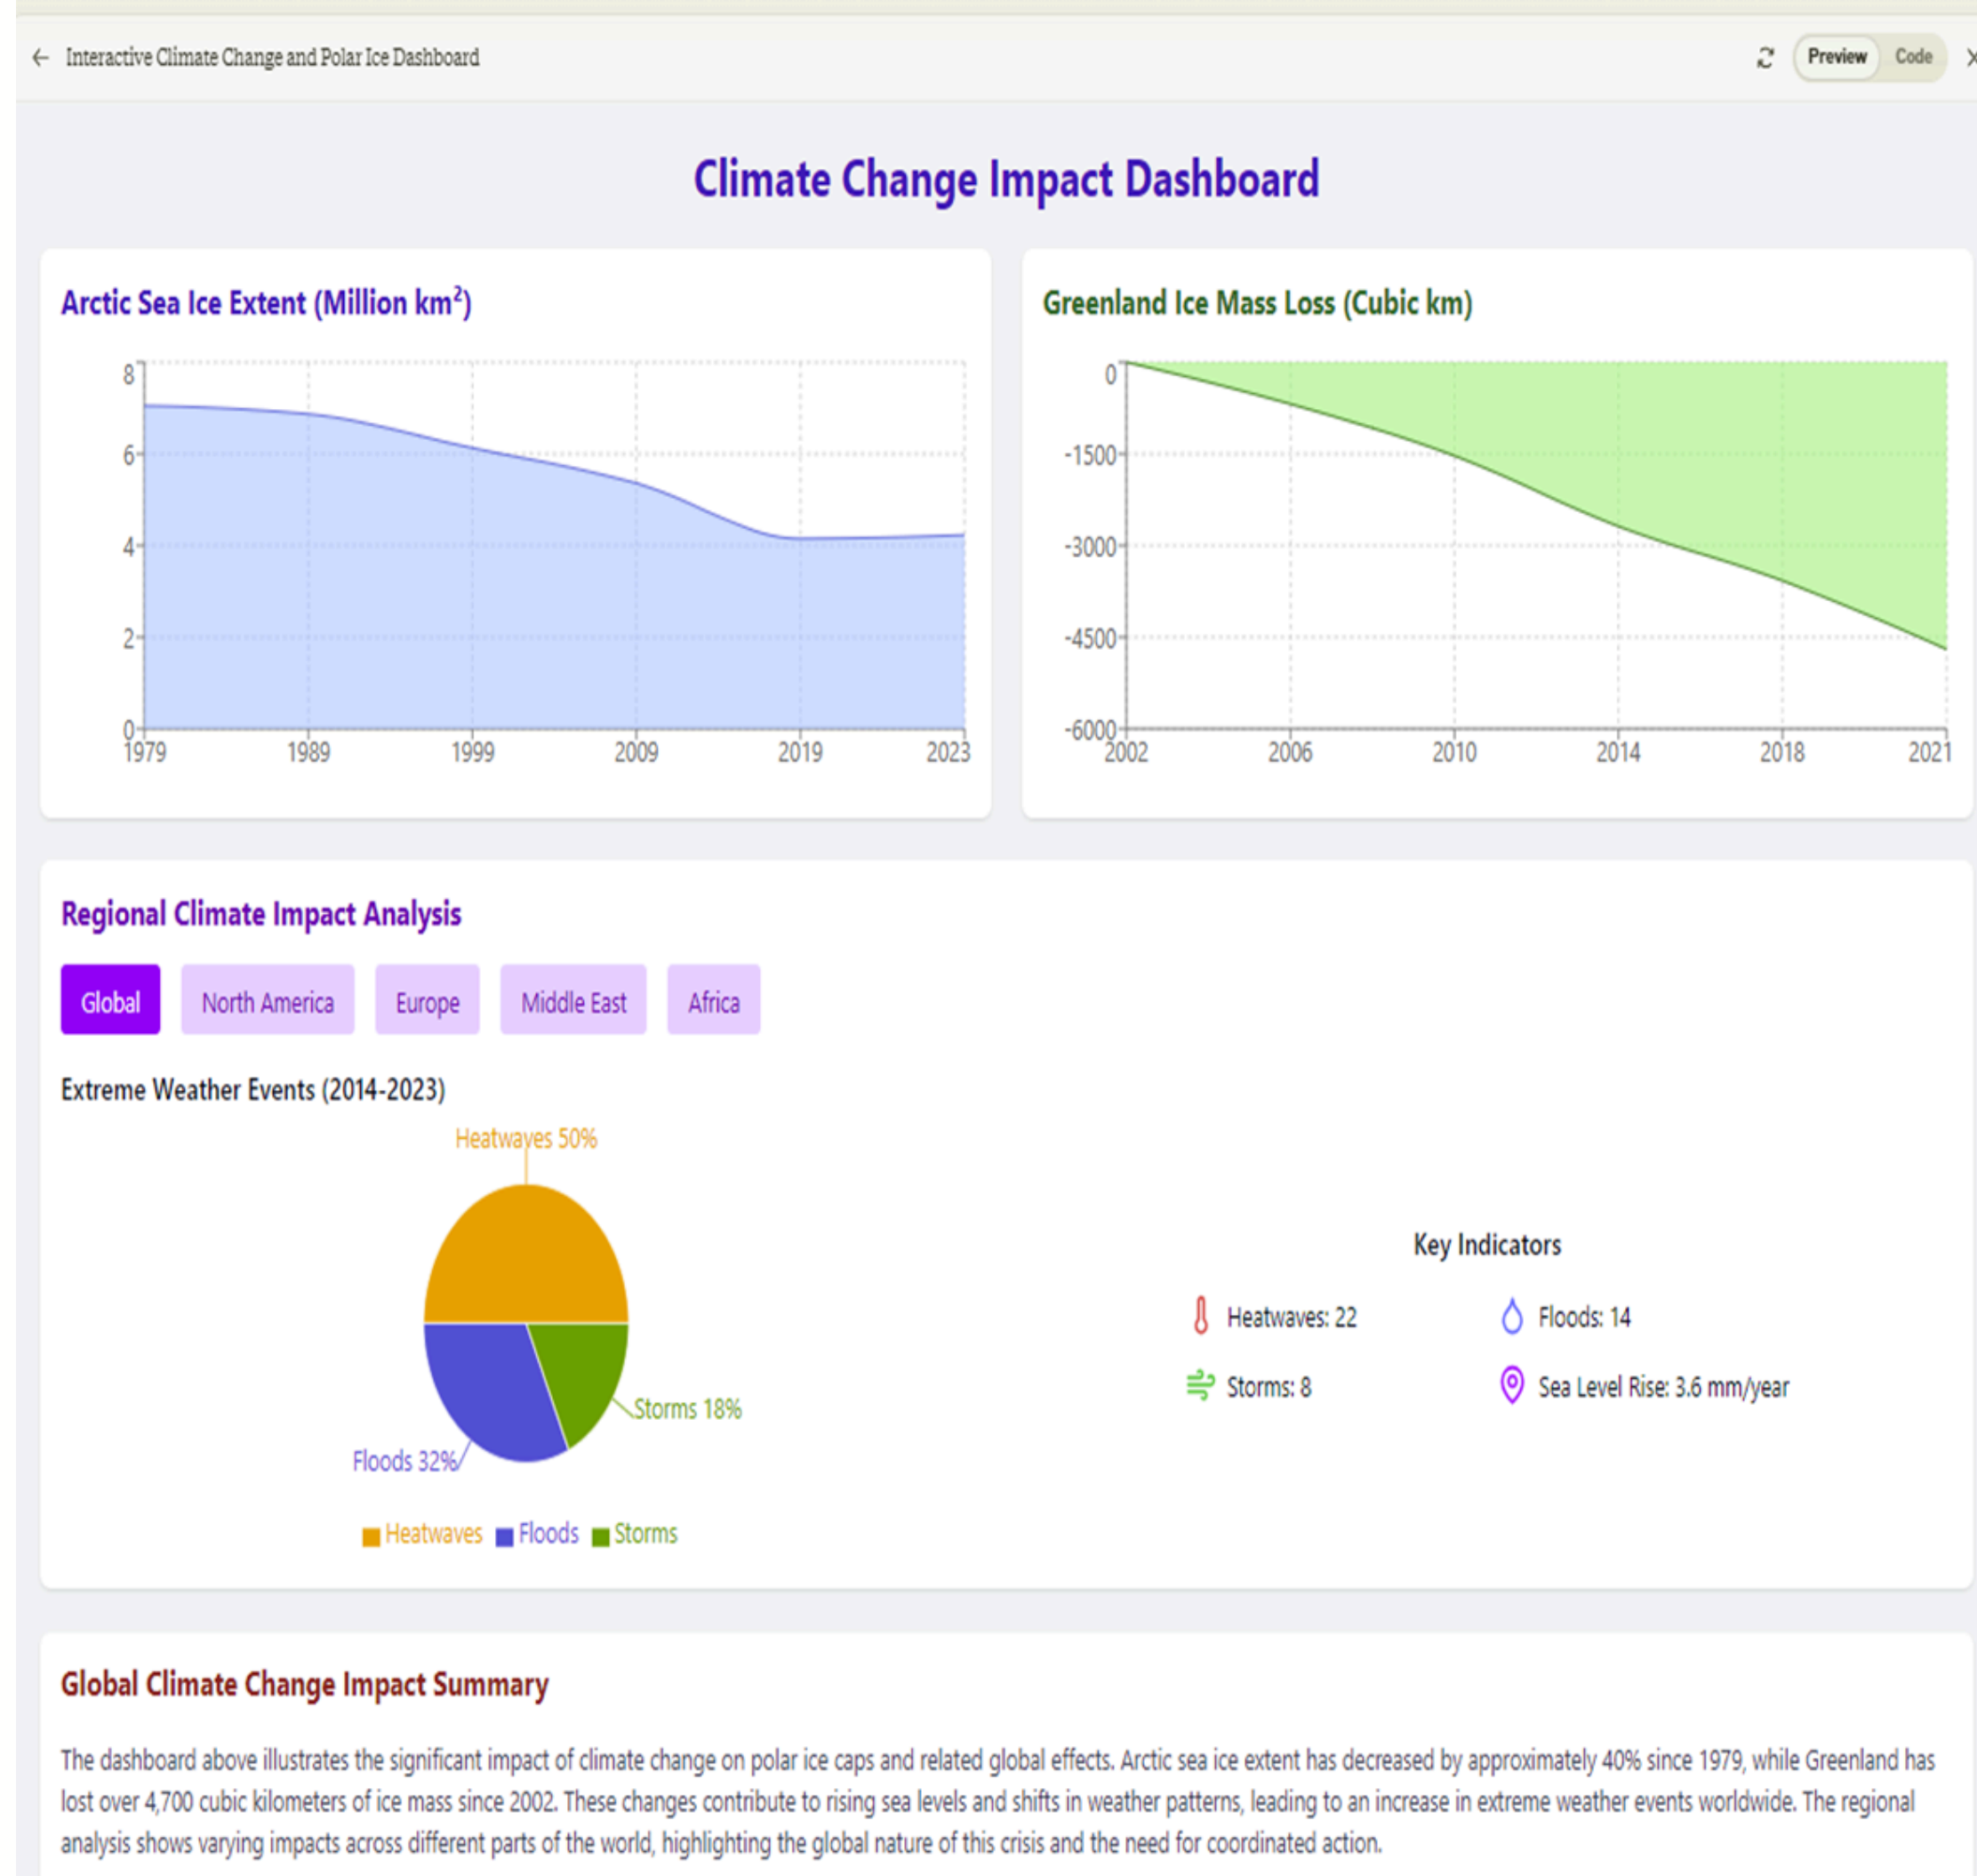 Interactive Climate Change and Polar Ice Dashboard
Preview
Code
Climate Change Impact Dashboard
Arctic Sea Ice Extent (Million km²)
8
6
4
2
0
1979 1989 1999 2009 2019 2023
Greenland Ice Mass Loss (Cubic km)
0
-1500
-3000
-4500
-6000
2002 2006 2010 2014 2018 2021
Regional Climate Impact Analysis
Global North America Europe Middle East Africa
Extreme Weather Events (2014-2023)
Heatwaves 50%
Storms 18%
Floods 32%
Heatwaves Floods Storms
Key Indicators
Heatwaves: 22 Floods: 14
Storms: 8 Sea Level Rise: 3.6 mm/year
Global Climate Change Impact Summary
The dashboard above illustrates the significant impact of climate change on polar ice caps and related global effects. Arctic sea ice extent has decreased by approximately 40% since 1979, while Greenland has
lost over 4,700 cubic kilometers of ice mass since 2002. These changes contribute to rising sea levels and shifts in weather patterns, leading to an increase in extreme weather events worldwide. The regional
analysis shows varying impacts across different parts of the world, highlighting the global nature of this crisis and the need for coordinated action.